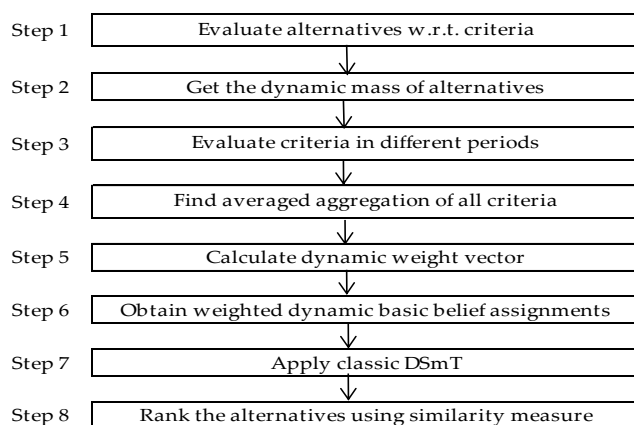 Step 1 Evaluate alternatives w.r.t. criteria
Step 2 Get the dynamic mass of alternatives
Step 3 Evaluate criteria in different periods
Step 4 Find averaged aggregation of all criteria
Step 5 Calculate dynamic weight vector
Step 6 Obtain weighted dynamic basic belief assignments
Step 7 Apply classic DSmT
Step 8 Rank the alternatives using similarity measure